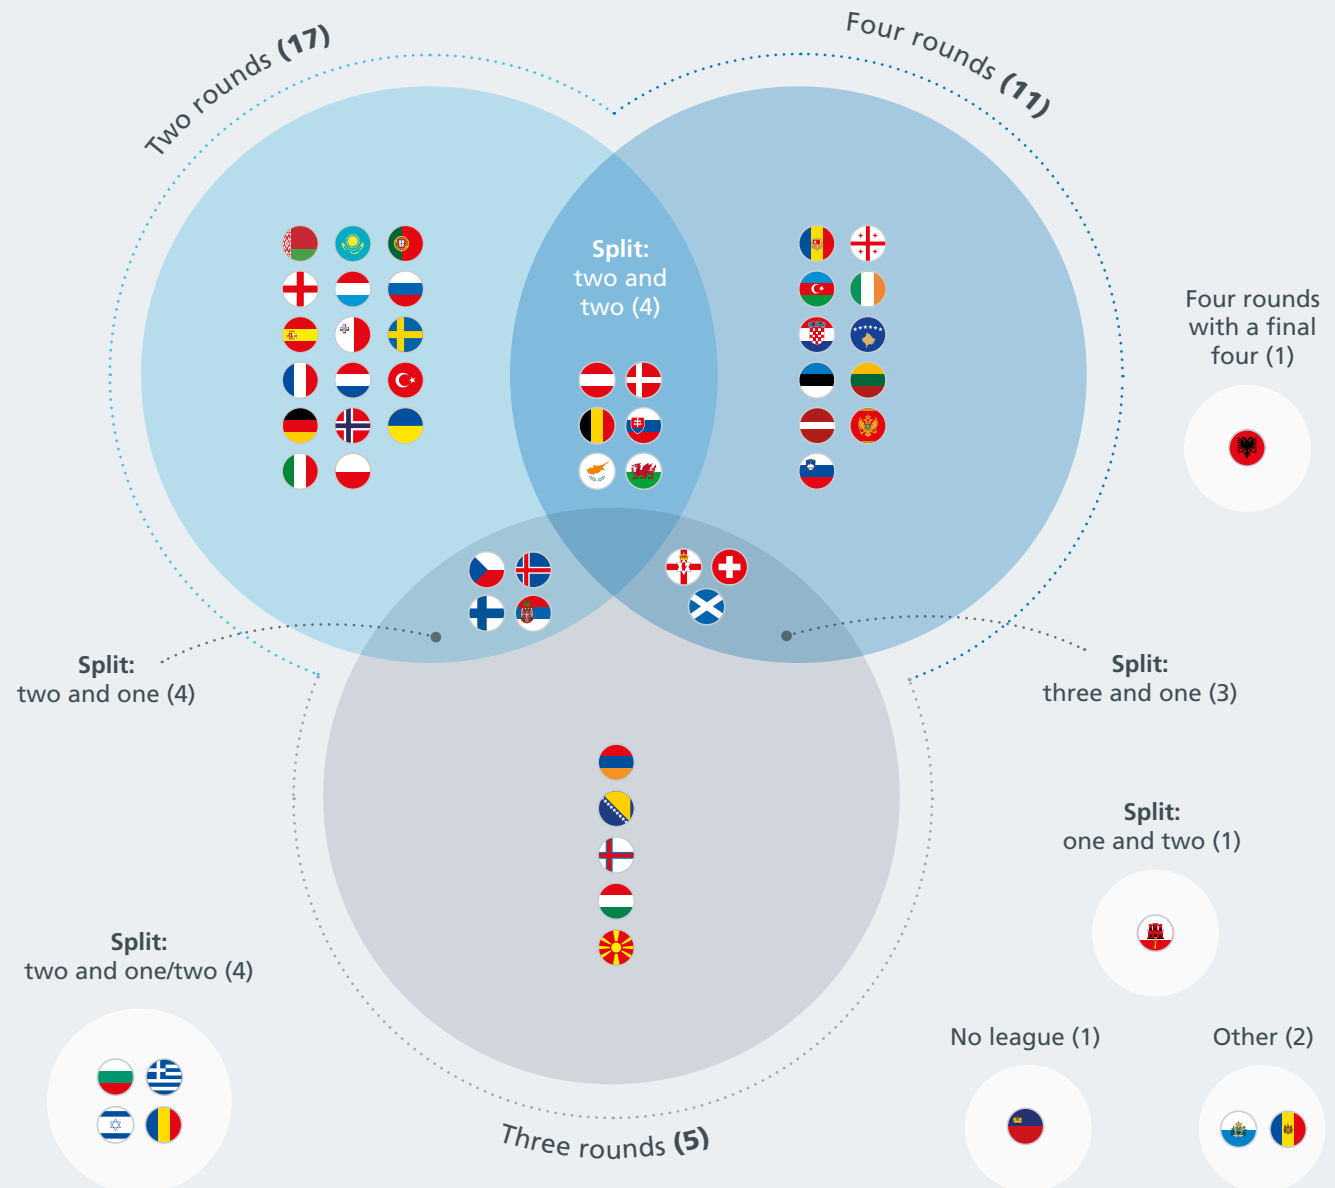 Two rounds (17)
Four rounds (11)
Split:
two and
two (4)
Four rounds
with a final
four (1)
Split:
two and one (4)
Split:
three and one (3)
Split:
one and two (1)
Split:
two and one/two (4)
No league (1)
Other (2)
Three rounds (5)